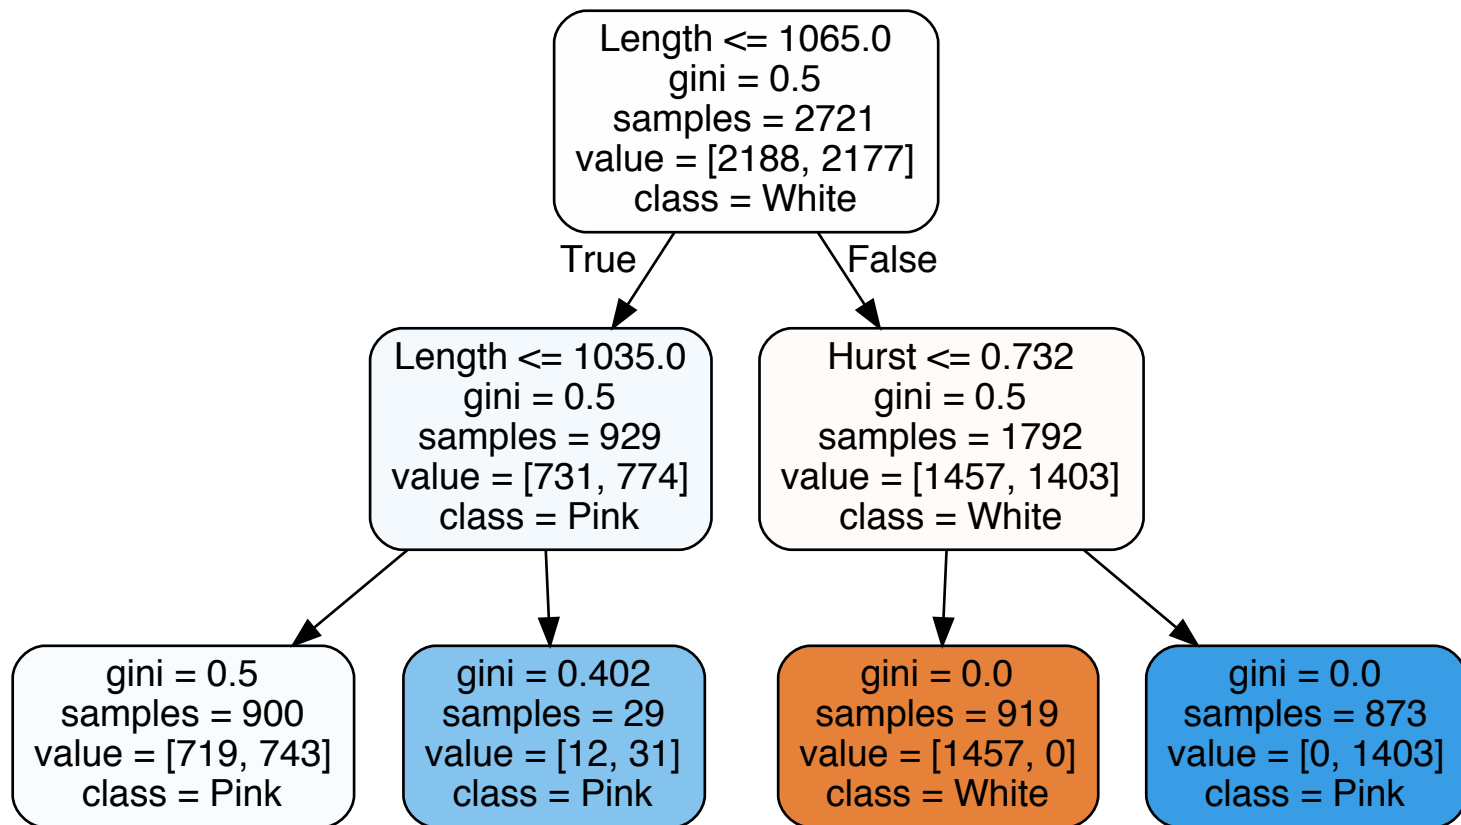 Length <= 1065.0
gini = 0.5
samples = 2721
value = [2188, 2177]
class = White
True
False
Length <= 1035.0
gini = 0.5
samples = 929
value = [731, 774]
class = Pink
Hurst <= 0.732
gini = 0.5
samples = 1792
value = [1457, 1403]
class = White
gini = 0.5
samples = 900
value = [719, 743]
class = Pink
gini = 0.402
samples = 29
value = [12, 31]
class = Pink
gini = 0.0
samples = 919
value = [1457, 0]
class = White
gini = 0.0
samples = 873
value = [0, 1403]
class = Pink